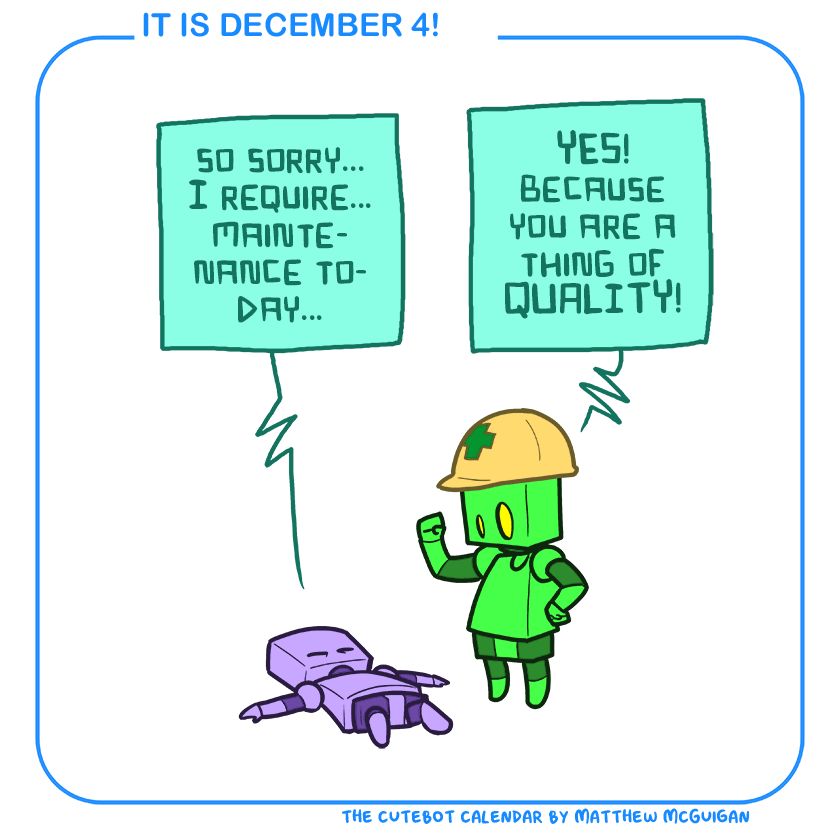 IT IS DECEMBER 4!
SO SORRY...
I REQUIRE...
MAINTE-
NANCE TO-
DAY...
YES!
BECAUSE
YOU ARE A
THING OF
QUALITY!
THE CUTEBOT CALENDAR BY MATTHEW MCGUIGAN